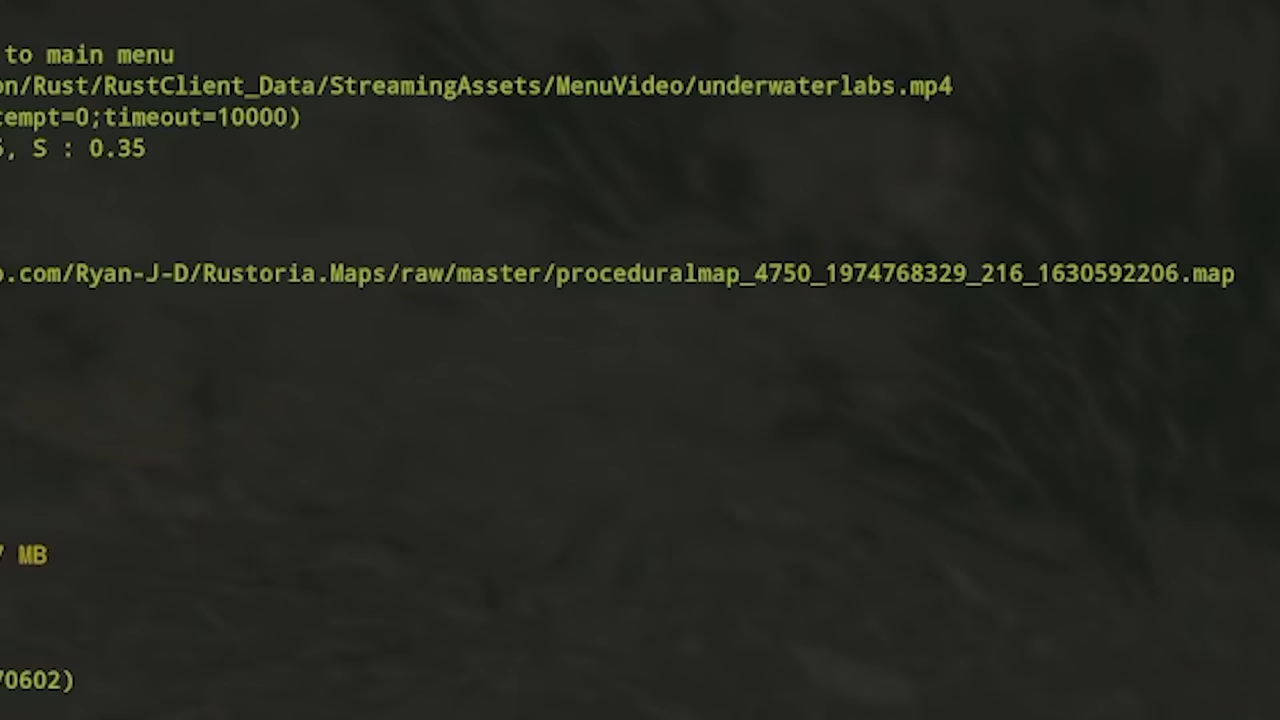 to main menu
on/Rust/RustClient_Data/StreamingAssets/MenuVideo/underwaterlabs.mp4
tempt=0;timeout=10000)
, S : 0.35
.com/Ryan-J-D/Rustoria.Maps/raw/master/proceduralmap_4750_1974768329_216_1630592206.map
MB
70602)